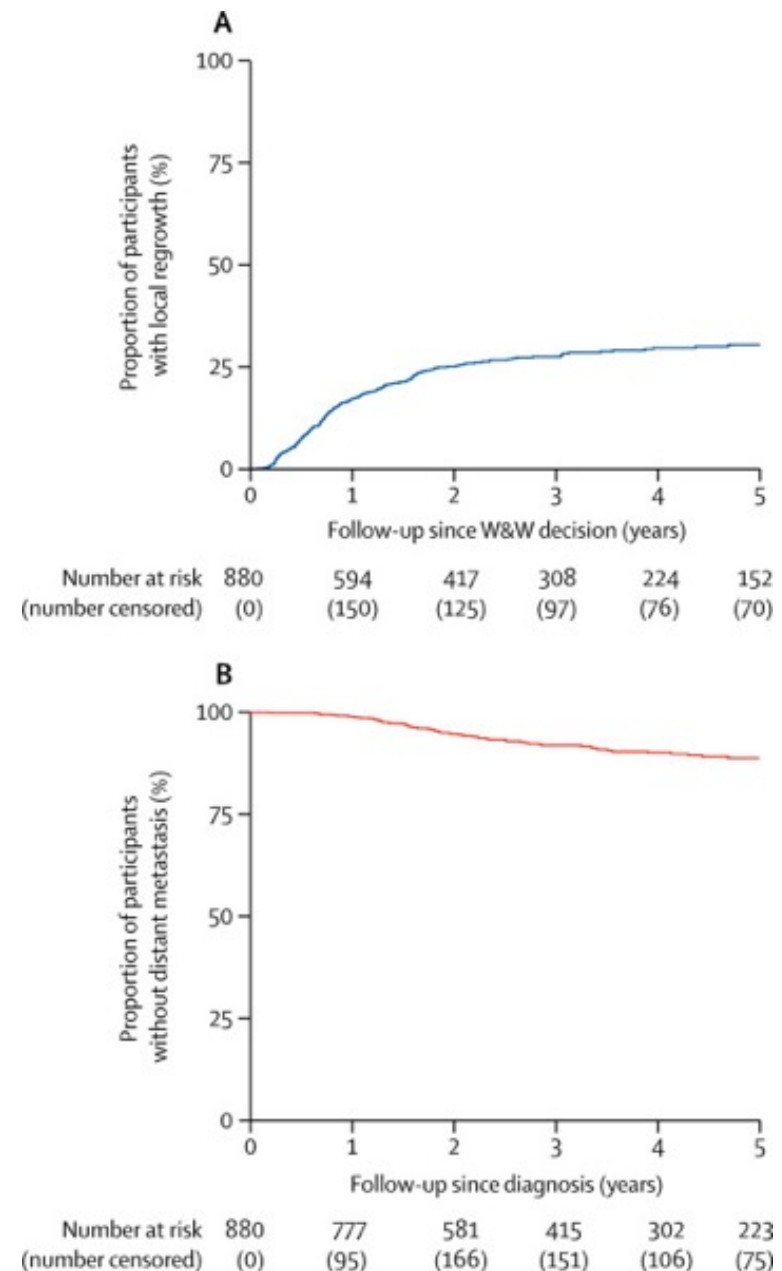 A
100
75
50
25
0
Proportion of participants
with local regrowth (%)
0 1 2 3 4 5
Follow-up since W&W decision (years)
Number at risk 880 594 417 308 224 152
(number censored) (0) (150) (125) (97) (76) (70)
B
100
75
50
25
0
Proportion of participants
without distant metastasis (%)
0 1 2 3 4 5
Follow-up since diagnosis (years)
Number at risk 880 777 581 415 302 223
(number censored) (0) (95) (166) (151) (106) (75)